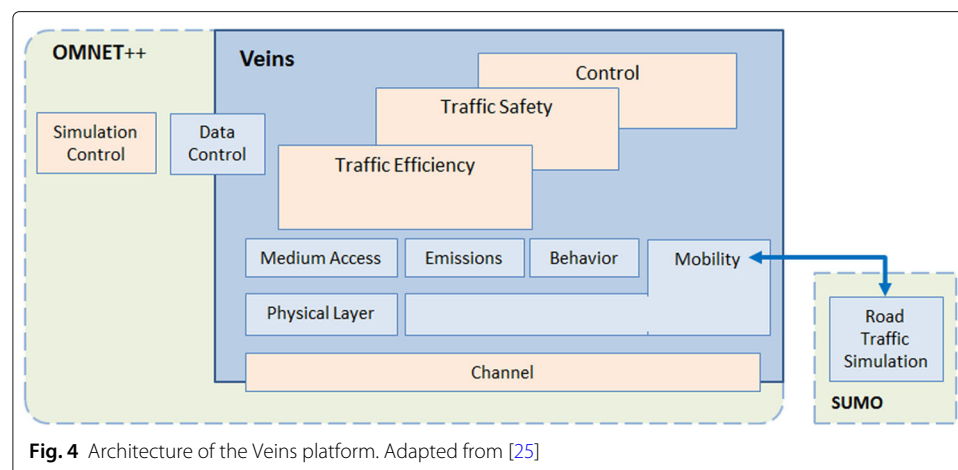 OMNET++
Veins
Control
Traffic Safety
Traffic Efficiency
Simulation
Control
Data
Control
Medium Access
Emissions
Behavior
Mobility
Physical Layer
Channel
Road
Traffic
Simulation
SUMO
Fig. 4 Architecture of the Veins platform. Adapted from [25]